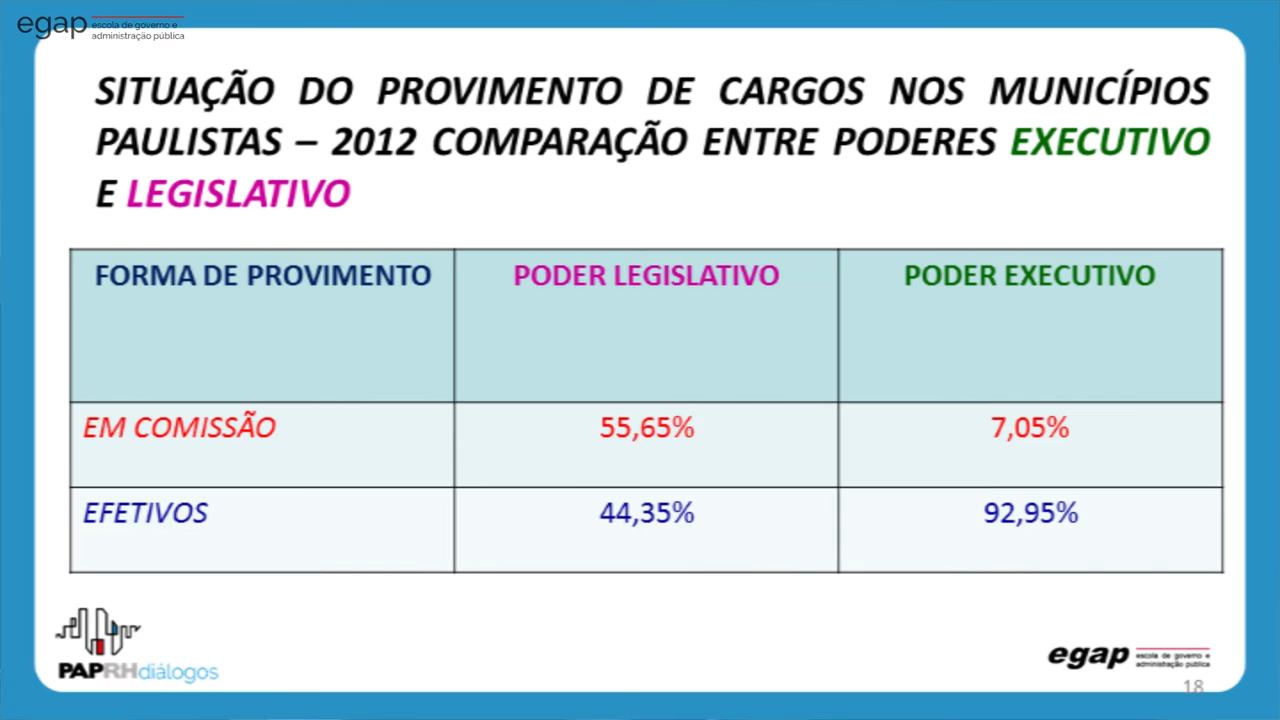 egap escola de governo e
administração pública
SITUAÇÃO DO PROVIMENTO DE CARGOS NOS MUNICÍPIOS
PAULISTAS – 2012 COMPARAÇÃO ENTRE PODERES EXECUTIVO
E LEGISLATIVO
FORMA DE PROVIMENTO PODER LEGISLATIVO PODER EXECUTIVO
EM COMISSÃO 55,65% 7,05%
EFETIVOS 44,35% 92,95%
PAPRHdiálogos
egap escola de governo e
administração pública
18